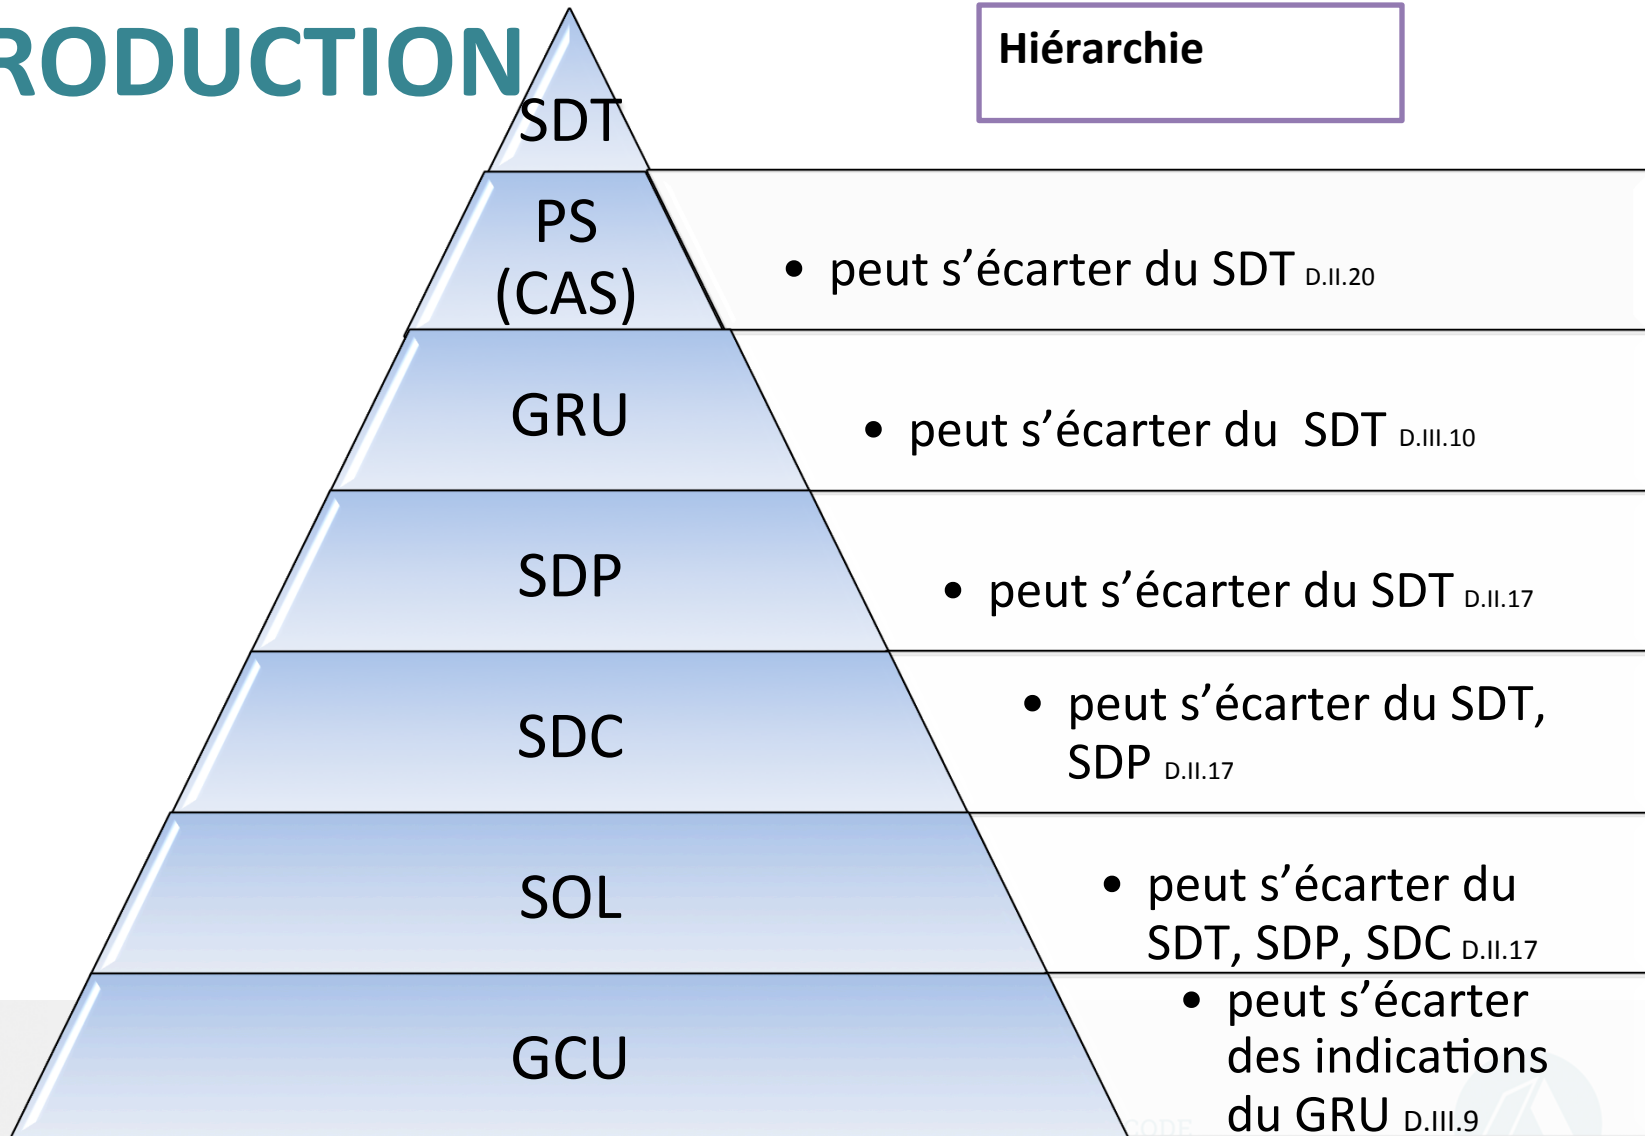 RODUCTION
Hiérarchie
SDT
PS
(CAS)
• peut s’écarter du SDT D.II.20
GRU
• peut s’écarter du  SDT D.III.10
SDP
• peut s’écarter du SDT D.II.17
SDC
• peut s’écarter du SDT,
SDP D.II.17
SOL
• peut s’écarter du
SDT, SDP, SDC D.II.17
GCU
• peut s’écarter
des indications
du GRU D.III.9
CODE